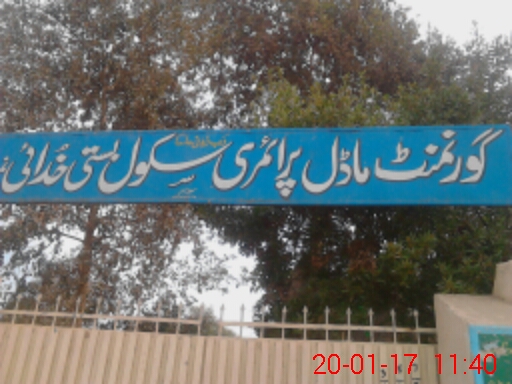 گورنمنٹ ماڈل پرائمری سکول بستی خدائی
20-01-17 11:40